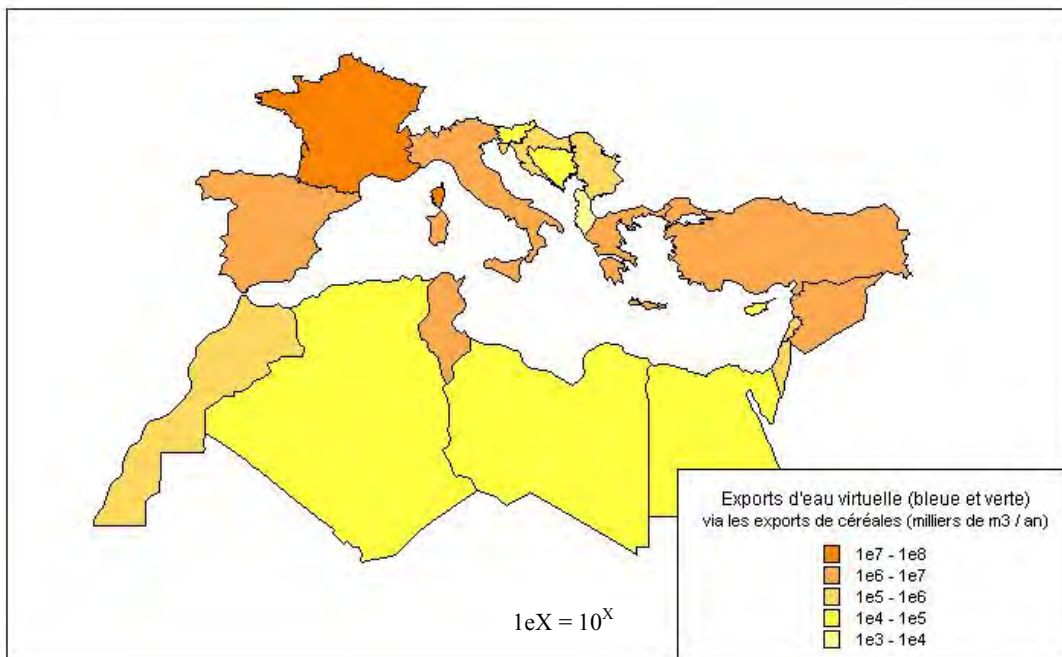 Exports d'eau virtuelle (bleue et verte)
via les exports de céréales (milliers de m3 / an)
1e7 - 1e8
1e6 - 1e7
1e5 - 1e6
1e4 - 1e5
1e3 - 1e4
1eX = 10^X